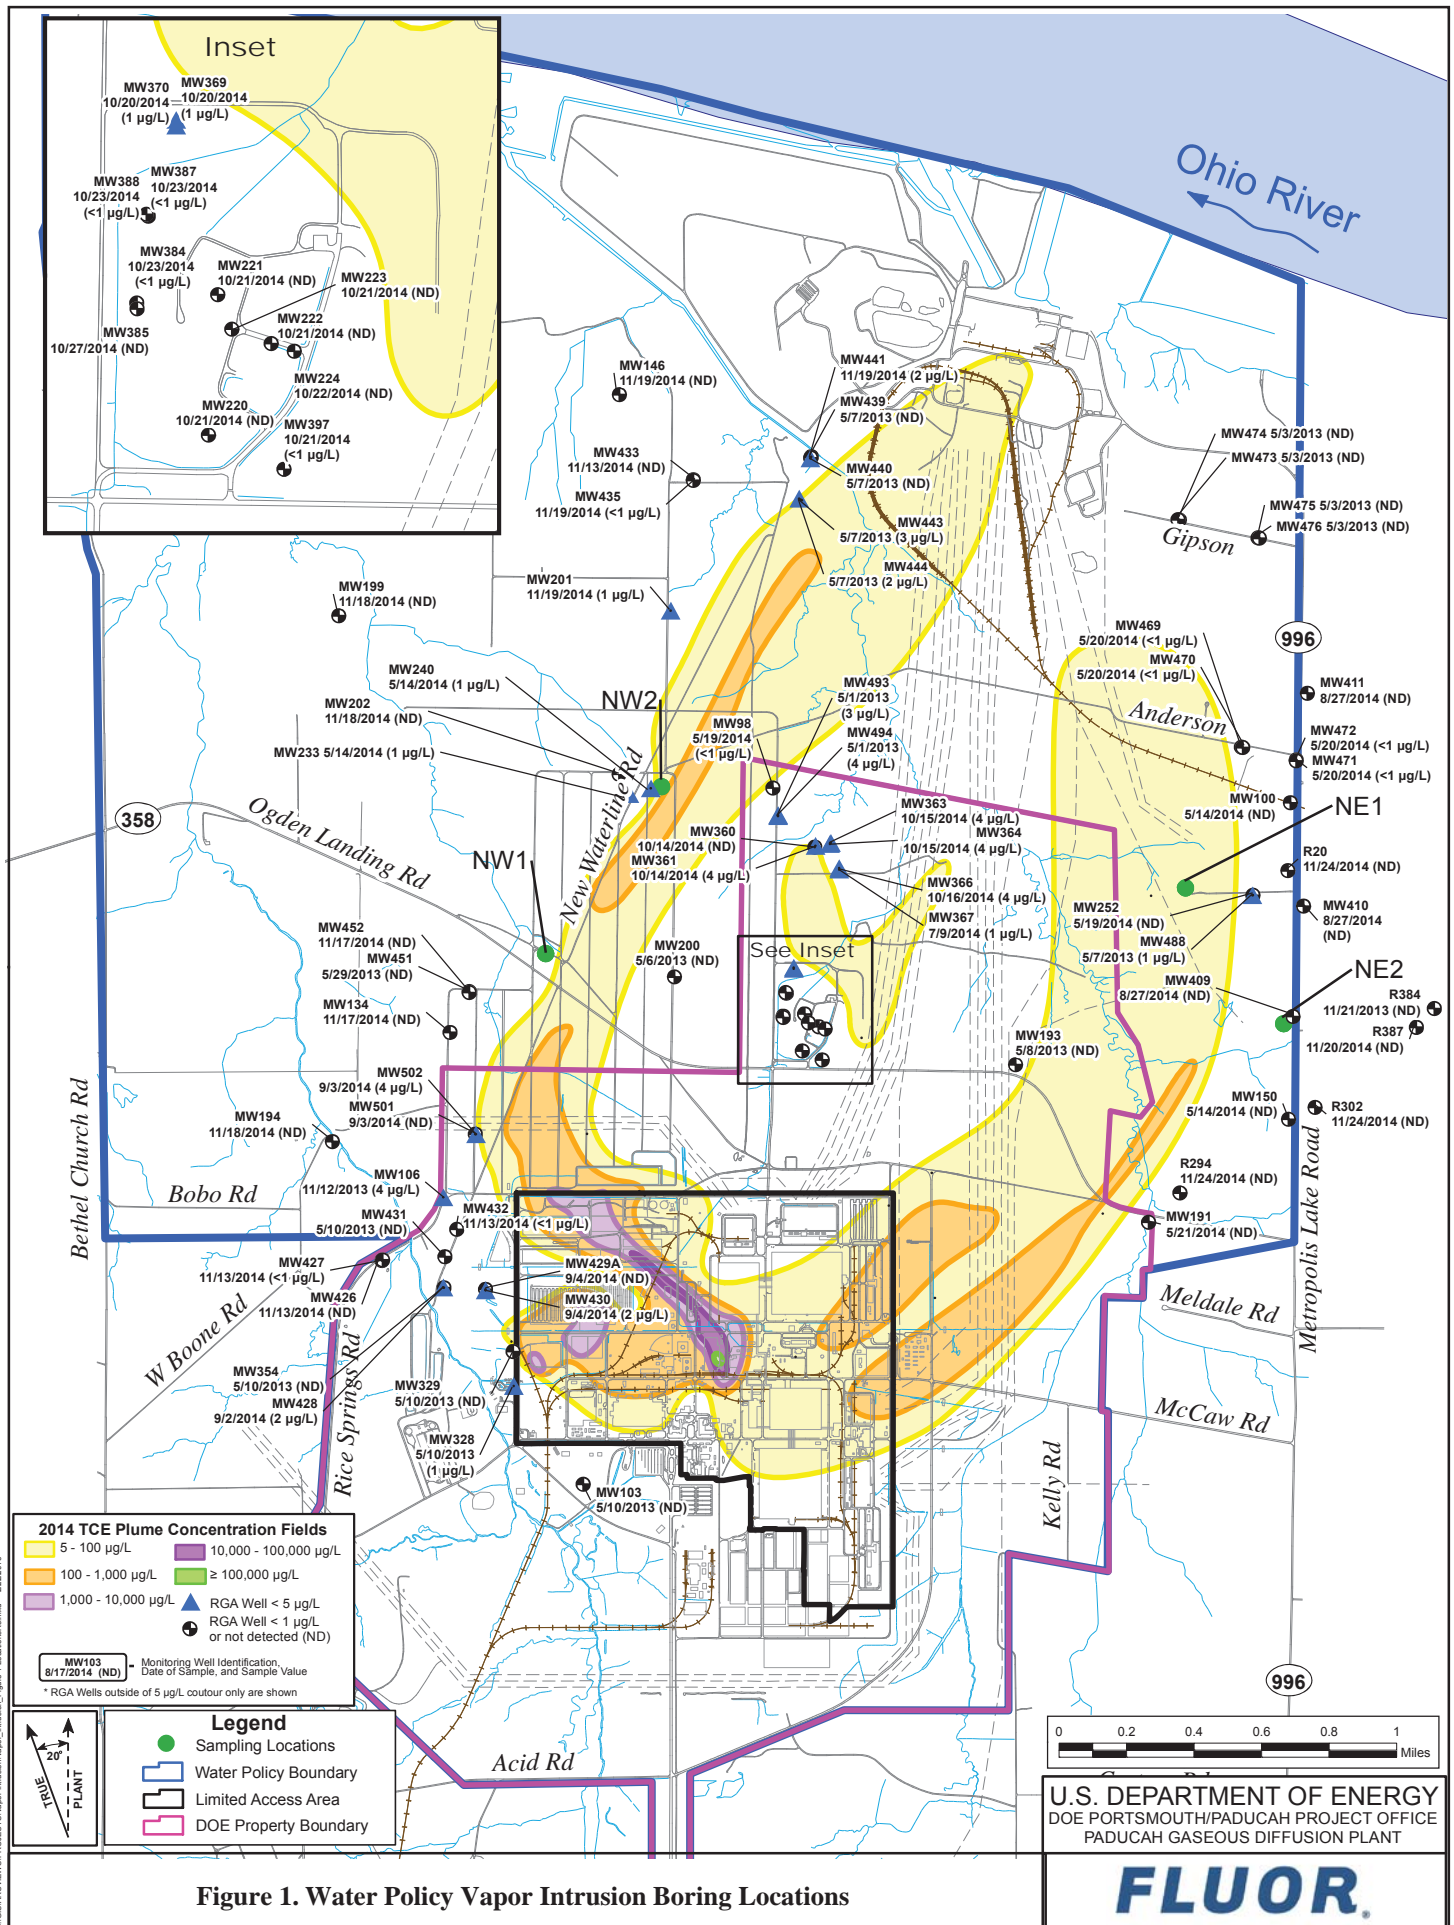 Inset
MW370
10/20/2014
(1 µg/L)
MW369
10/20/2014
(1 µg/L)
MW388
10/23/2014
(<1 µg/L)
MW387
10/23/2014
(<1 µg/L)
MW384
10/23/2014
(<1 µg/L)
MW221
10/21/2014 (ND)
MW223
10/21/2014 (ND)
MW385
10/27/2014 (ND)
MW222
10/21/2014 (ND)
MW224
10/22/2014 (ND)
MW220
10/21/2014 (ND)
MW397
10/21/2014
(<1 µg/L)
Ohio River
MW146
11/19/2014 (ND)
MW441
11/19/2014 (2 µg/L)
MW439
5/7/2013 (ND)
MW433
11/13/2014 (ND)
MW435
11/19/2014 (<1 µg/L)
MW440
5/7/2013 (ND)
MW443
5/7/2013 (3 µg/L)
MW444
5/7/2013 (2 µg/L)
MW474 5/3/2013 (ND)
MW473 5/3/2013 (ND)
MW475 5/3/2013 (ND)
MW476 5/3/2013 (ND)
Gipson
MW199
11/18/2014 (ND)
MW201
11/19/2014 (1 µg/L)
MW469
5/20/2014 (<1 µg/L)
MW470
5/20/2014 (<1 µg/L)
996
MW411
8/27/2014 (ND)
MW240
5/14/2014 (1 µg/L)
MW202
11/18/2014 (ND)
MW233 5/14/2014 (1 µg/L)
NW2
MW493
5/1/2013
(3 µg/L)
MW98
5/19/2014
(<1 µg/L)
MW494
5/1/2013
(4 µg/L)
Anderson
MW472
5/20/2014 (<1 µg/L)
MW471
5/20/2014 (<1 µg/L)
MW100
5/14/2014 (ND)
NE1
358
Ogden Landing Rd
New Waterline Rd
NW1
MW363
10/15/2014 (4 µg/L)
MW360
10/14/2014 (ND)
MW364
10/15/2014 (4 µg/L)
MW361
10/14/2014 (4 µg/L)
MW366
10/16/2014 (4 µg/L)
MW367
7/9/2014 (1 µg/L)
R20
11/24/2014 (ND)
MW410
8/27/2014
(ND)
MW252
5/19/2014 (ND)
MW488
5/7/2013 (1 µg/L)
MW452
11/17/2014 (ND)
MW451
5/29/2013 (ND)
MW134
11/17/2014 (ND)
MW200
5/6/2013 (ND)
See Inset
MW409
8/27/2014 (ND)
NE2
R384
11/21/2013 (ND)
R387
11/20/2014 (ND)
MW193
5/8/2013 (ND)
MW502
9/3/2014 (4 µg/L)
MW501
9/3/2014 (ND)
MW150
5/14/2014 (ND)
R302
11/24/2014 (ND)
MW194
11/18/2014 (ND)
Bethel Church Rd
Bobo Rd
MW106
11/12/2013 (4 µg/L)
MW431
5/10/2013 (ND)
MW432
11/13/2014 (<1 µg/L)
R294
11/24/2014 (ND)
MW191
5/21/2014 (ND)
Metropolis Lake Road
MW427
11/13/2014 (<1 µg/L)
MW426
11/13/2014 (ND)
MW429A
9/4/2014 (ND)
MW430
9/4/2014 (2 µg/L)
Meldale Rd
W Boone Rd
Rice Springs Rd
MW354
5/10/2013 (ND)
MW428
9/2/2014 (2 µg/L)
MW329
5/10/2013 (ND)
MW328
5/10/2013
(1 µg/L)
McCaw Rd
Kelly Rd
MW103
5/10/2013 (ND)
2014 TCE Plume Concentration Fields
5 - 100 µg/L
10,000 - 100,000 µg/L
100 - 1,000 µg/L
≥ 100,000 µg/L
1,000 - 10,000 µg/L
RGA Well < 5 µg/L
RGA Well < 1 µg/L
or not detected (ND)
MW103
8/17/2014 (ND)
- Monitoring Well Identification,
Date of Sample, and Sample Value
* RGA Wells outside of 5 µg/L coutour only are shown
996
20°
TRUE
PLANT
Legend
Sampling Locations
Water Policy Boundary
Limited Access Area
DOE Property Boundary
Acid Rd
0 0.2 0.4 0.6 0.8 1
Miles
U.S. DEPARTMENT OF ENERGY
DOE PORTSMOUTH/PADUCAH PROJECT OFFICE
PADUCAH GASEOUS DIFFUSION PLANT
Figure 1. Water Policy Vapor Intrusion Boring Locations
FLUOR.